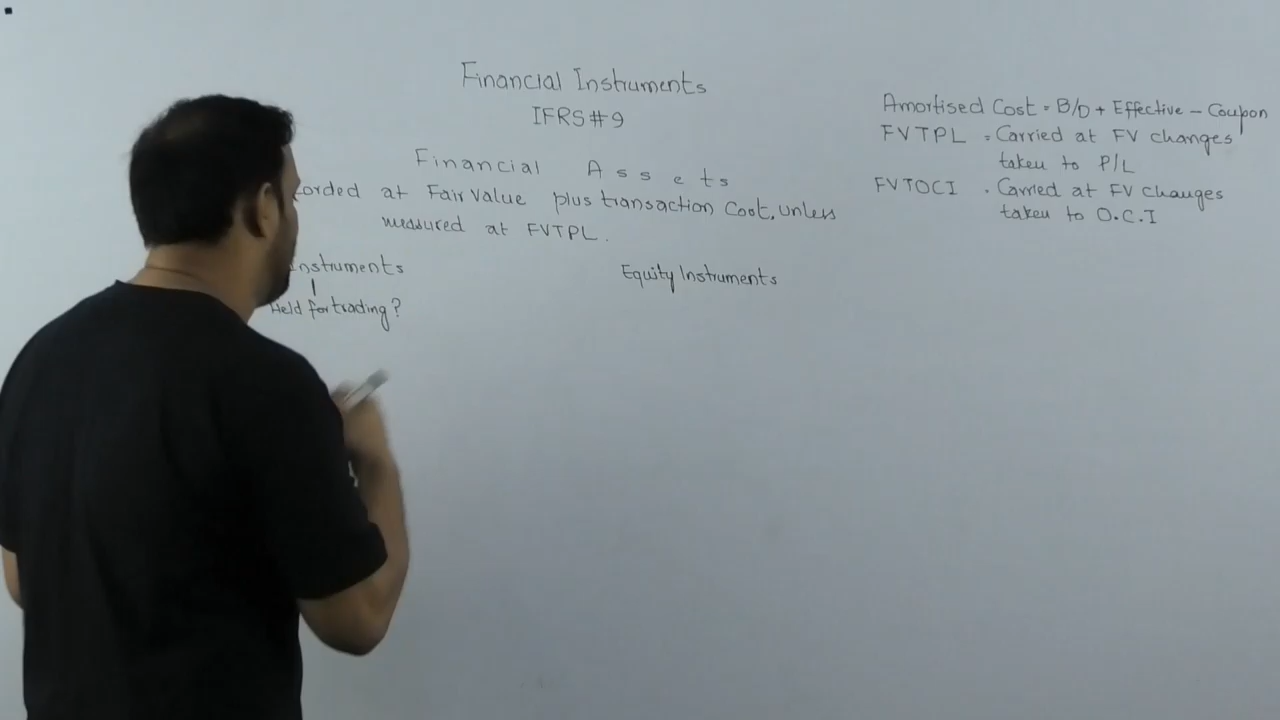 Financial Instruments
IFRS#9
Financial Assets
orded at Fair Value plus transaction Cost, unless
measured at FVTPL.
Instruments
Held for trading?
Equity Instruments
Amortised Cost = B/D + Effective - Coupon
FVTPL = Carried at FV changes
taken to P/L
FVTOCI = Carried at FV changes
taken to O.C.I